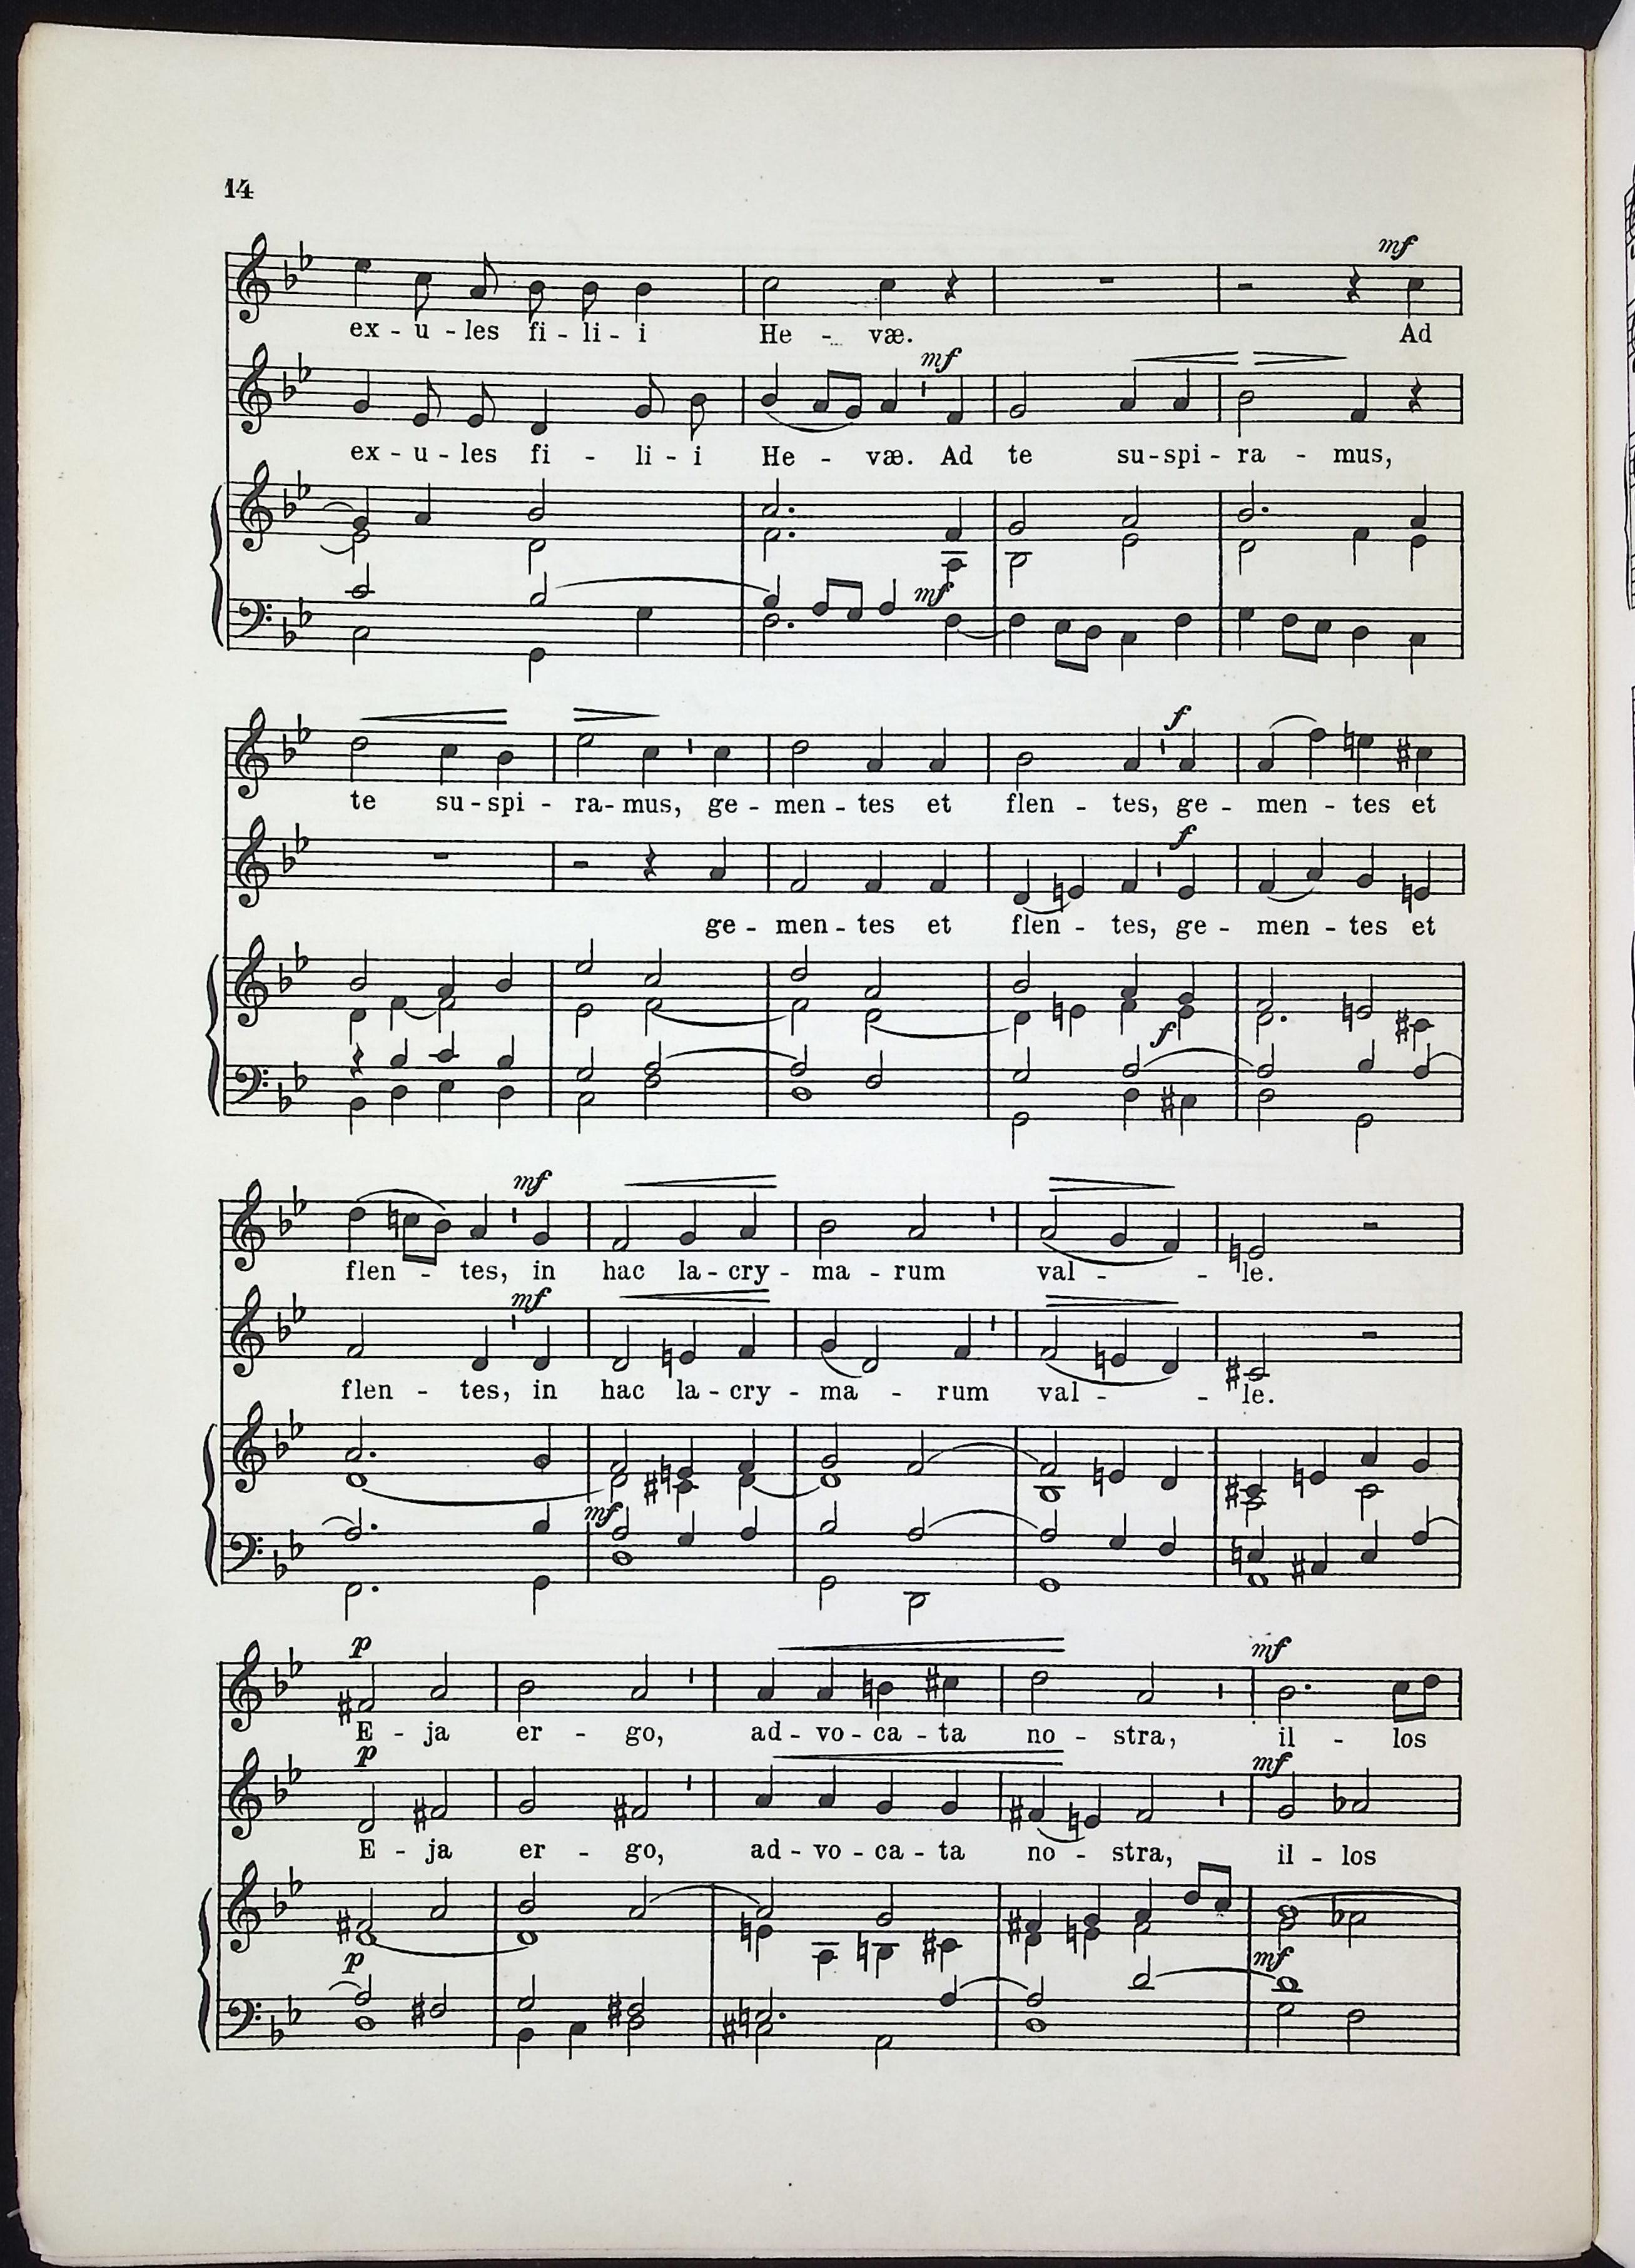 14
mf
ex - u - les fi - li - i He - væ. Ad
mf
ex - u - les fi - li - i He - væ. Ad te su - spi - ra - mus,
mf
f
te su - spi - ra - mus, ge - men - tes et flen - tes, ge - men - tes et
f
ge - men - tes et flen - tes, ge - men - tes et
f
mf
flen - tes, in hac la - cry - ma - rum val - - le.
mf
flen - tes, in hac la - cry - ma - rum val - - le.
mf
p mf
E - ja er - go, ad - vo - ca - ta no - stra, il - los
p mf
E - ja er - go, ad - vo - ca - ta no - stra, il - los
p mf